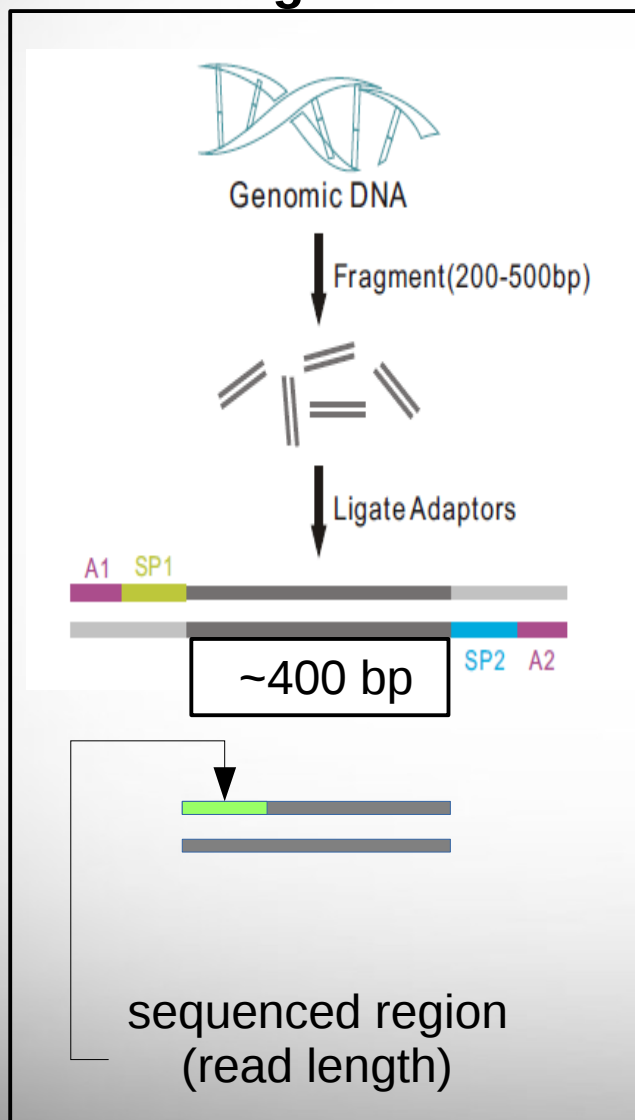 Genomic DNA
Fragment(200-500bp)
Ligate Adaptors
A1 SP1
SP2 A2
~400 bp
sequenced region
(read length)